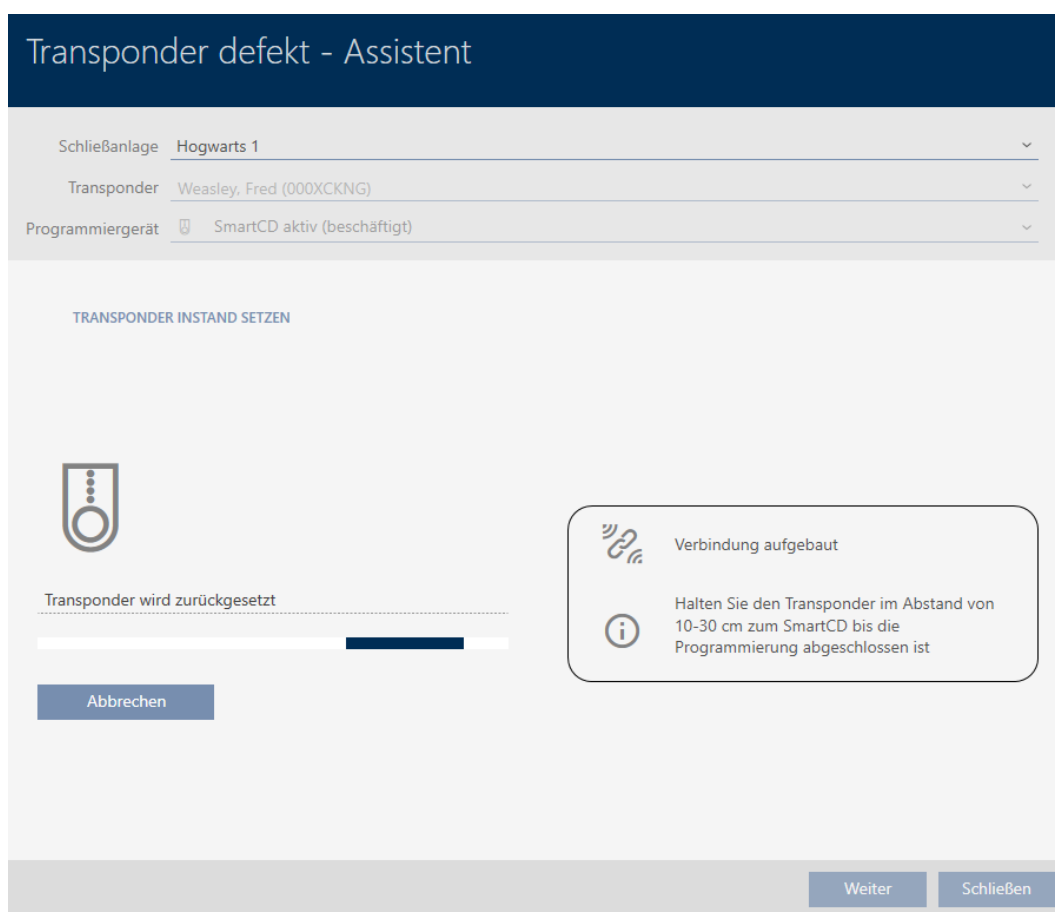 Transponder defekt - Assistent
Schließanlage Hogwarts 1
Transponder Weasley, Fred (000XCKNG)
Programmiergerät SmartCD aktiv (beschäftigt)
TRANSPONDER INSTAND SETZEN
Transponder wird zurückgesetzt
Abbrechen
Verbindung aufgebaut
Halten Sie den Transponder im Abstand von
10-30 cm zum SmartCD bis die
Programmierung abgeschlossen ist
Weiter Schließen